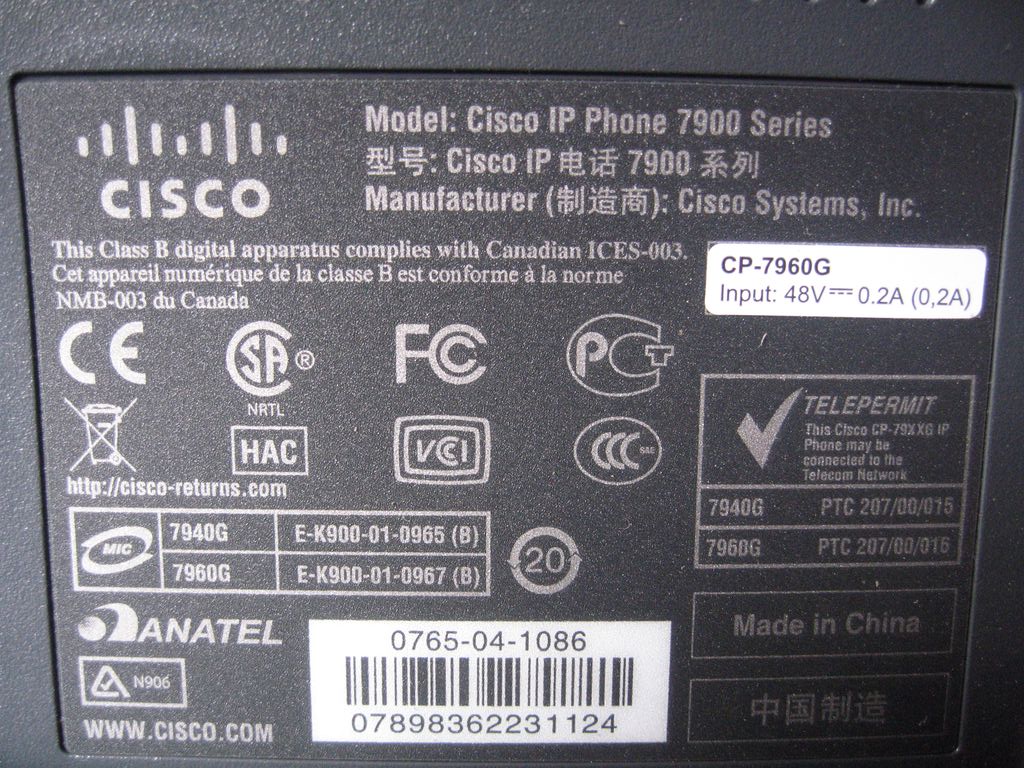 CISCO
Model: Cisco IP Phone 7900 Series
型号: Cisco IP 电话 7900 系列
Manufacturer (制造商): Cisco Systems, Inc.
This Class B digital apparatus complies with Canadian ICES-003.
Cet appareil numérique de la classe B est conforme à la norme
NMB-003 du Canada
CP-7960G
Input: 48V⎓0.2A (0,2A)
CE
SA®
NRTL
FC
PCT
HAC
VCI
CCC
S&E
http://cisco-returns.com
TELEPERMIT
This Cisco CP-79XXG IP
Phone may be
connected to the
Telecom Network
7940G PTC 207/00/015
7960G PTC 207/00/016
MIC
7940G E-K900-01-0965 (B)
7960G E-K900-01-0967 (B)
20
ANATEL
N906
WWW.CISCO.COM
0765-04-1086
07898362231124
Made in China
中国制造